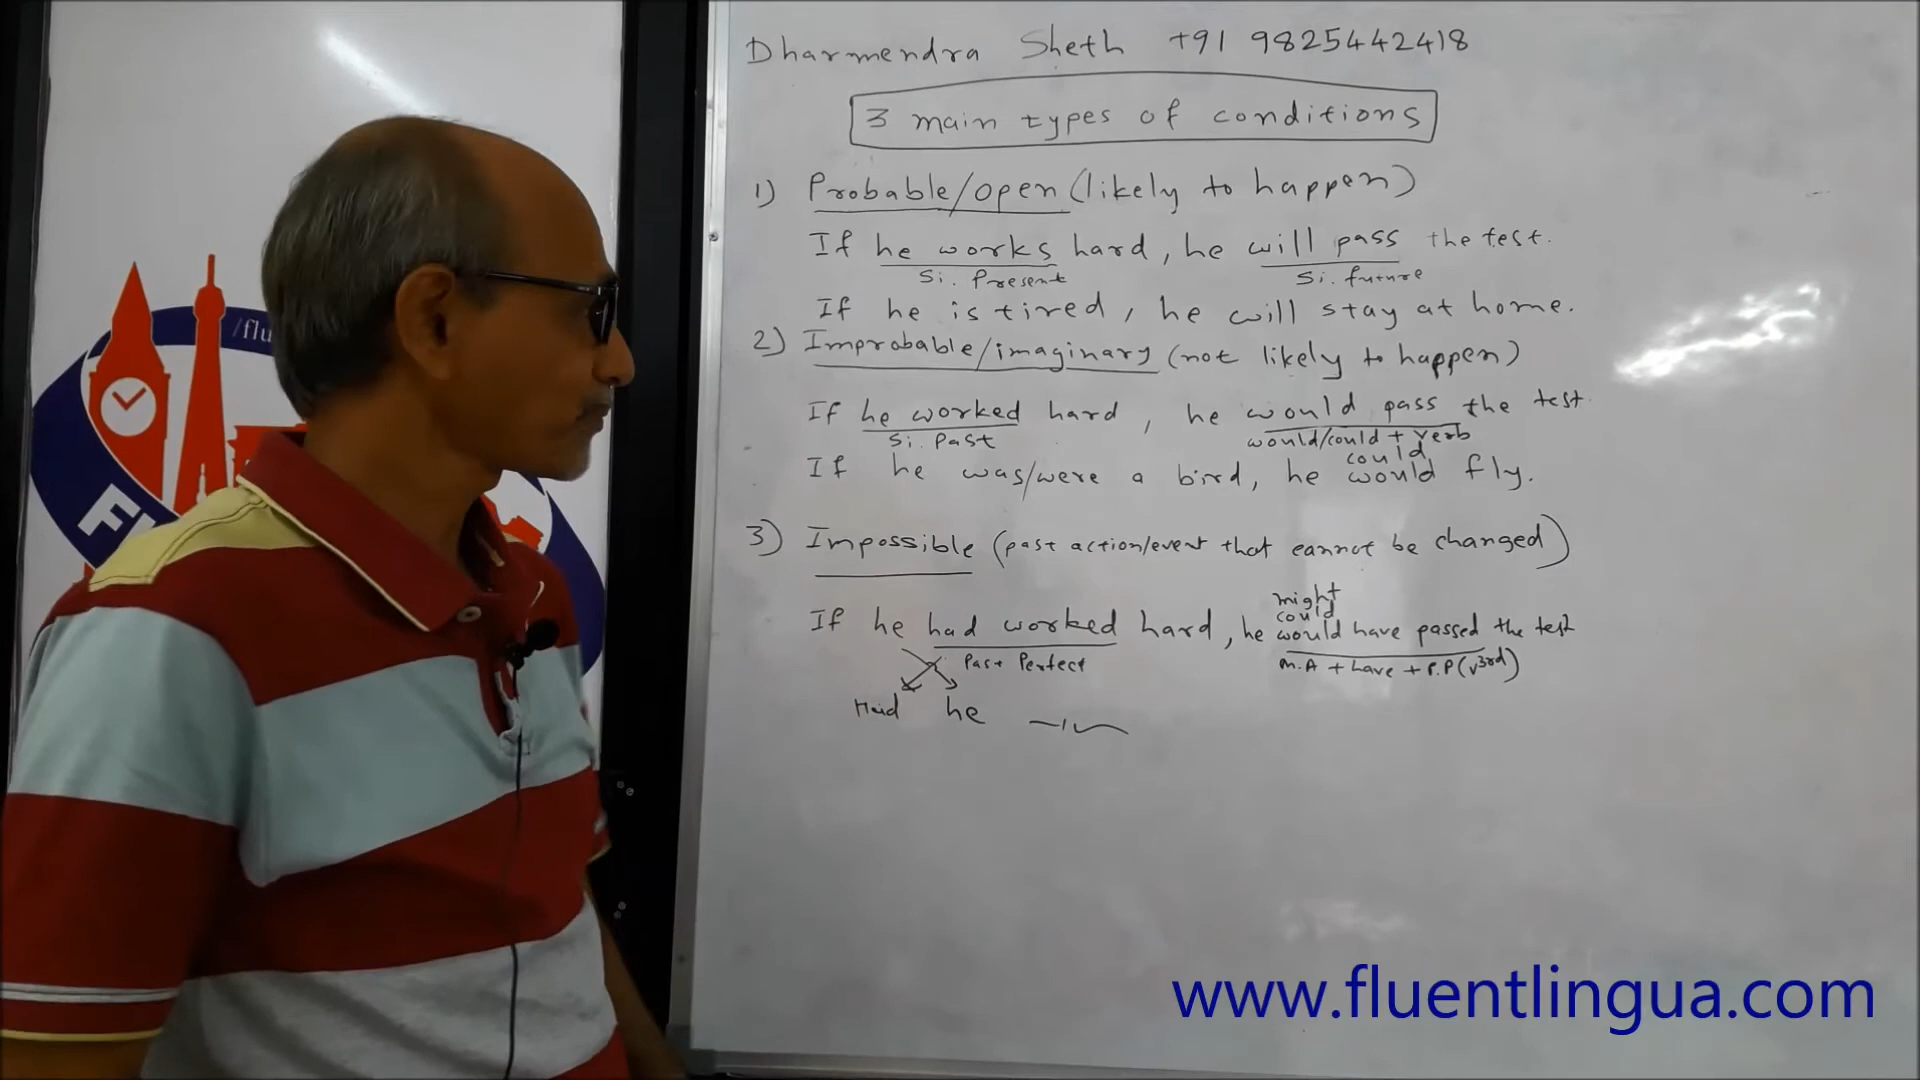 Dharmendra Sheth +91 9825442418
3 main types of conditions
1) Probable/open (likely to happen)
If he works hard, he will pass the test.
Si. Present Si. future
If he is tired, he will stay at home.
2) Improbable/imaginary (not likely to happen)
If he worked hard, he would pass the test.
Si. Past would/could + verb
could
If he was/were a bird, he would fly.
3) Impossible (past action/event that cannot be changed)
might
could
If he had worked hard, he would have passed the test
Past Perfect M.A + have + P.P (v3rd)
Had he
/flu
www.fluentlingua.com